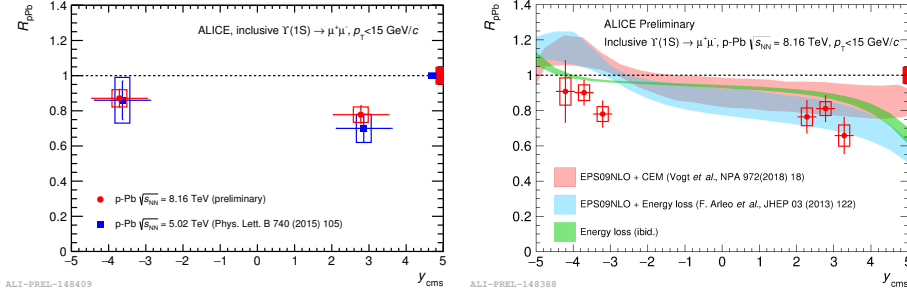 R_pPb
1.4
1.2
1
0.8
0.6
0.4
0.2
0
ALICE, inclusive ϒ(1S) → μ⁺μ⁻, p_T<15 GeV/c
p-Pb √s_NN = 8.16 TeV (preliminary)
p-Pb √s_NN = 5.02 TeV (Phys. Lett. B 740 (2015) 105)
−5 −4 −3 −2 −1 0 1 2 3 4 5
y_cms
ALI-PREL-148409
R_pPb
1.4
1.2
1
0.8
0.6
0.4
0.2
0
ALICE Preliminary
Inclusive ϒ(1S) → μ⁺μ⁻, p-Pb √s_NN = 8.16 TeV, p_T<15 GeV/c
EPS09NLO + CEM (Vogt et al., NPA 972(2018) 18)
EPS09NLO + Energy loss (F. Arleo et al., JHEP 03 (2013) 122)
Energy loss (ibid.)
−5 −4 −3 −2 −1 0 1 2 3 4 5
y_cms
ALI-PREL-148388